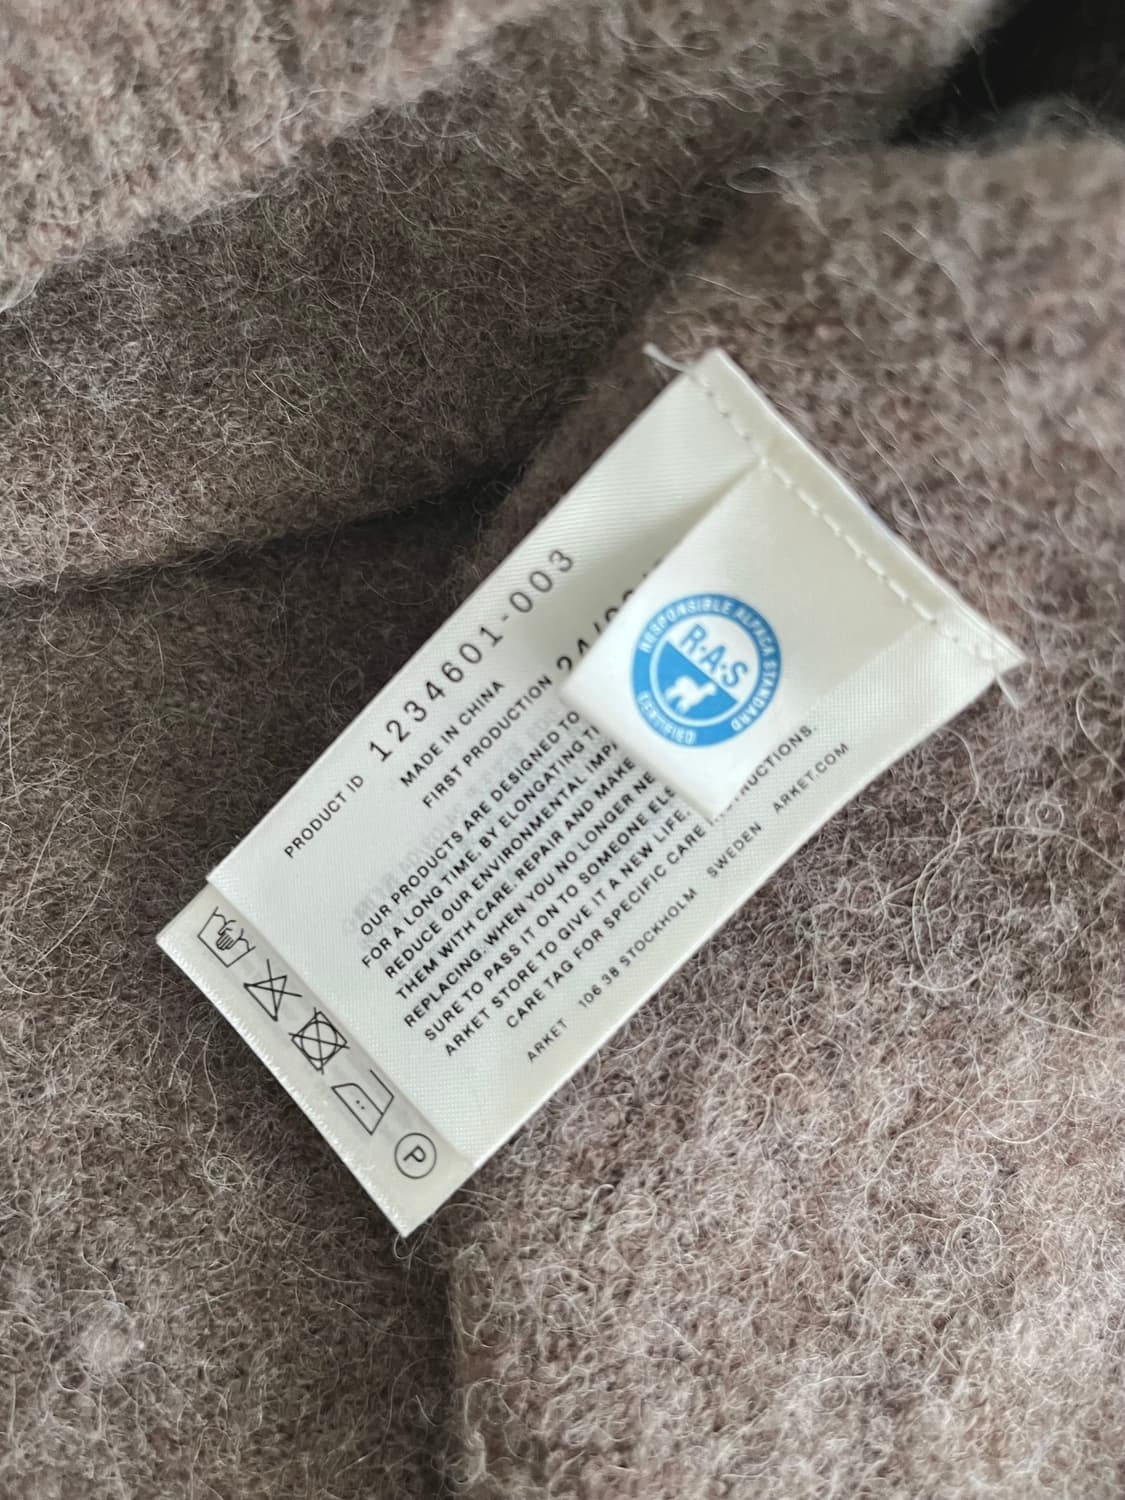 PRODUCT ID 1234601-003
MADE IN CHINA
FIRST PRODUCTION
OUR PRODUCTS ARE DESIGNED TO
FOR A LONG TIME. BY ELONGATING
REDUCE OUR ENVIRONMENTAL
THEM WITH CARE. REPAIR AND MAKE
REPLACING. WHEN YOU NO LONGER
SURE TO PASS IT ON TO SOMEONE
ARKET STORE TO GIVE IT A NEW LIFE.
CARE TAG FOR SPECIFIC CARE
ARKET 106 38 STOCKHOLM SWEDEN ARKET.COM
RESPONSIBLE ALPACA STANDARD
R·A·S
CERTIFIED
P